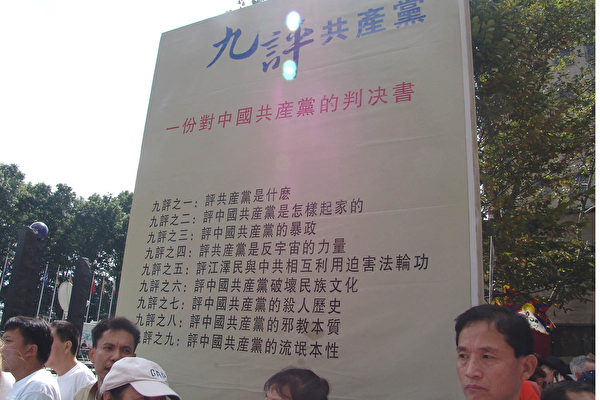 九評共產黨
一份對中國共產黨的判决書
九評之一：評共產黨是什麽
九評之二：評中國共產黨是怎樣起家的
九評之三：評中國共產黨的暴政
九評之四：評共產黨是反宇宙的力量
九評之五：評江澤民與中共相互利用迫害法輪功
九評之六：評中國共產黨破壞民族文化
九評之七：評中國共產黨的殺人歷史
九評之八：評中國共產黨的邪教本質
九評之九：評中國共產黨的流氓本性